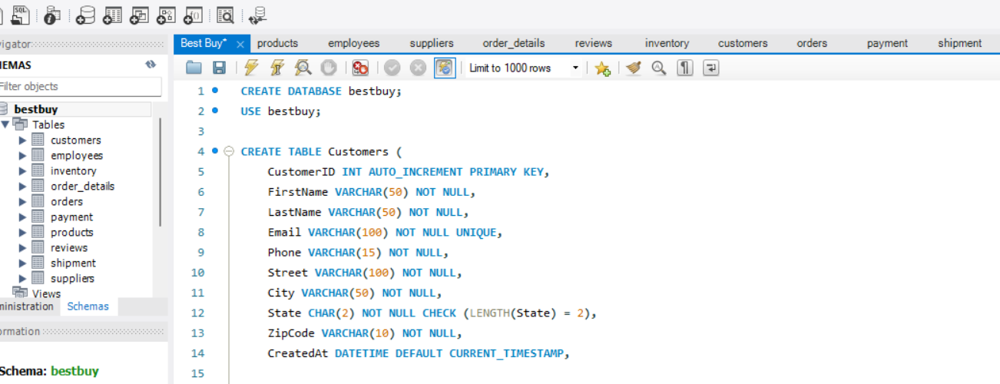 SQL
Best Buy* × products employees suppliers order_details reviews inventory customers orders payment shipment
vigator
HEMAS
Filter objects
bestbuy
Tables
customers
employees
inventory
order_details
orders
payment
products
reviews
shipment
suppliers
Views
ministration Schemas
ormation
Schema: bestbuy
Limit to 1000 rows
1 CREATE DATABASE bestbuy;
2 USE bestbuy;
3
4 CREATE TABLE Customers (
5 CustomerID INT AUTO_INCREMENT PRIMARY KEY,
6 FirstName VARCHAR(50) NOT NULL,
7 LastName VARCHAR(50) NOT NULL,
8 Email VARCHAR(100) NOT NULL UNIQUE,
9 Phone VARCHAR(15) NOT NULL,
10 Street VARCHAR(100) NOT NULL,
11 City VARCHAR(50) NOT NULL,
12 State CHAR(2) NOT NULL CHECK (LENGTH(State) = 2),
13 ZipCode VARCHAR(10) NOT NULL,
14 CreatedAt DATETIME DEFAULT CURRENT_TIMESTAMP,
15